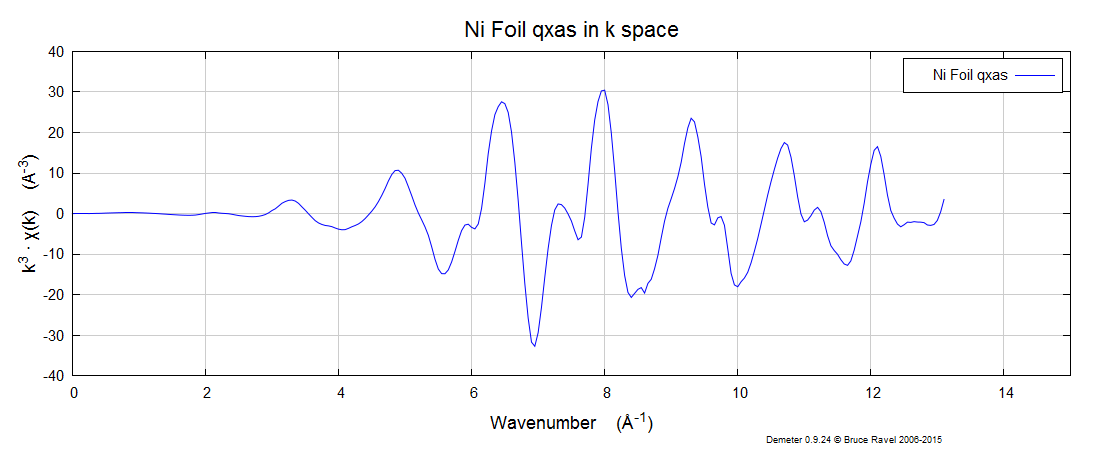 Ni Foil qxas in k space
Ni Foil qxas
40
30
20
10
0
-10
-20
-30
-40
k³ · χ(k) (Å⁻³)
0 2 4 6 8 10 12 14
Wavenumber (Å⁻¹)
Demeter 0.9.24 © Bruce Ravel 2006-2015